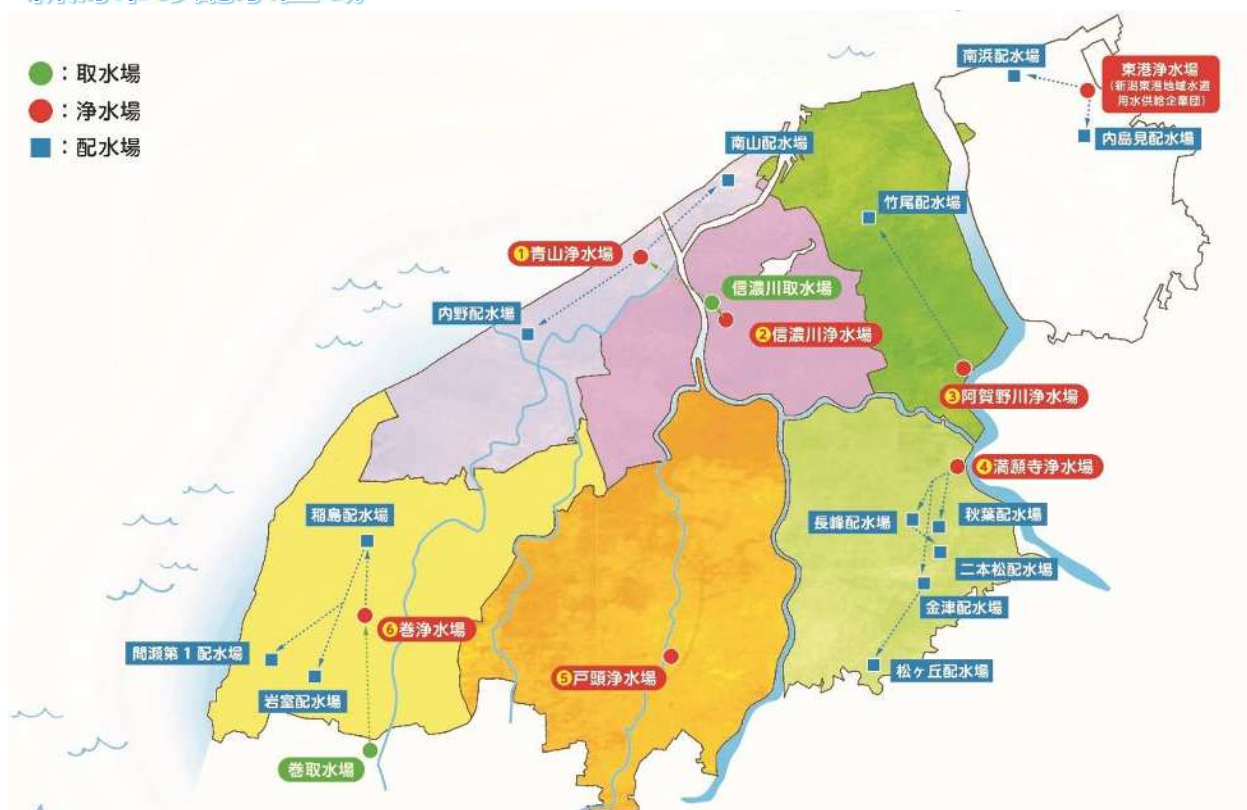 ●：取水場
●：浄水場
■：配水場
南浜配水場
東港浄水場
（新潟東港地域水道
用水供給企業団）
内島見配水場
南山配水場
竹尾配水場
①青山浄水場
信濃川取水場
内野配水場
②信濃川浄水場
③阿賀野川浄水場
④満願寺浄水場
稲島配水場
長峰配水場
秋葉配水場
二本松配水場
金津配水場
⑥巻浄水場
間瀬第1配水場
⑤戸頭浄水場
松ヶ丘配水場
岩室配水場
巻取水場